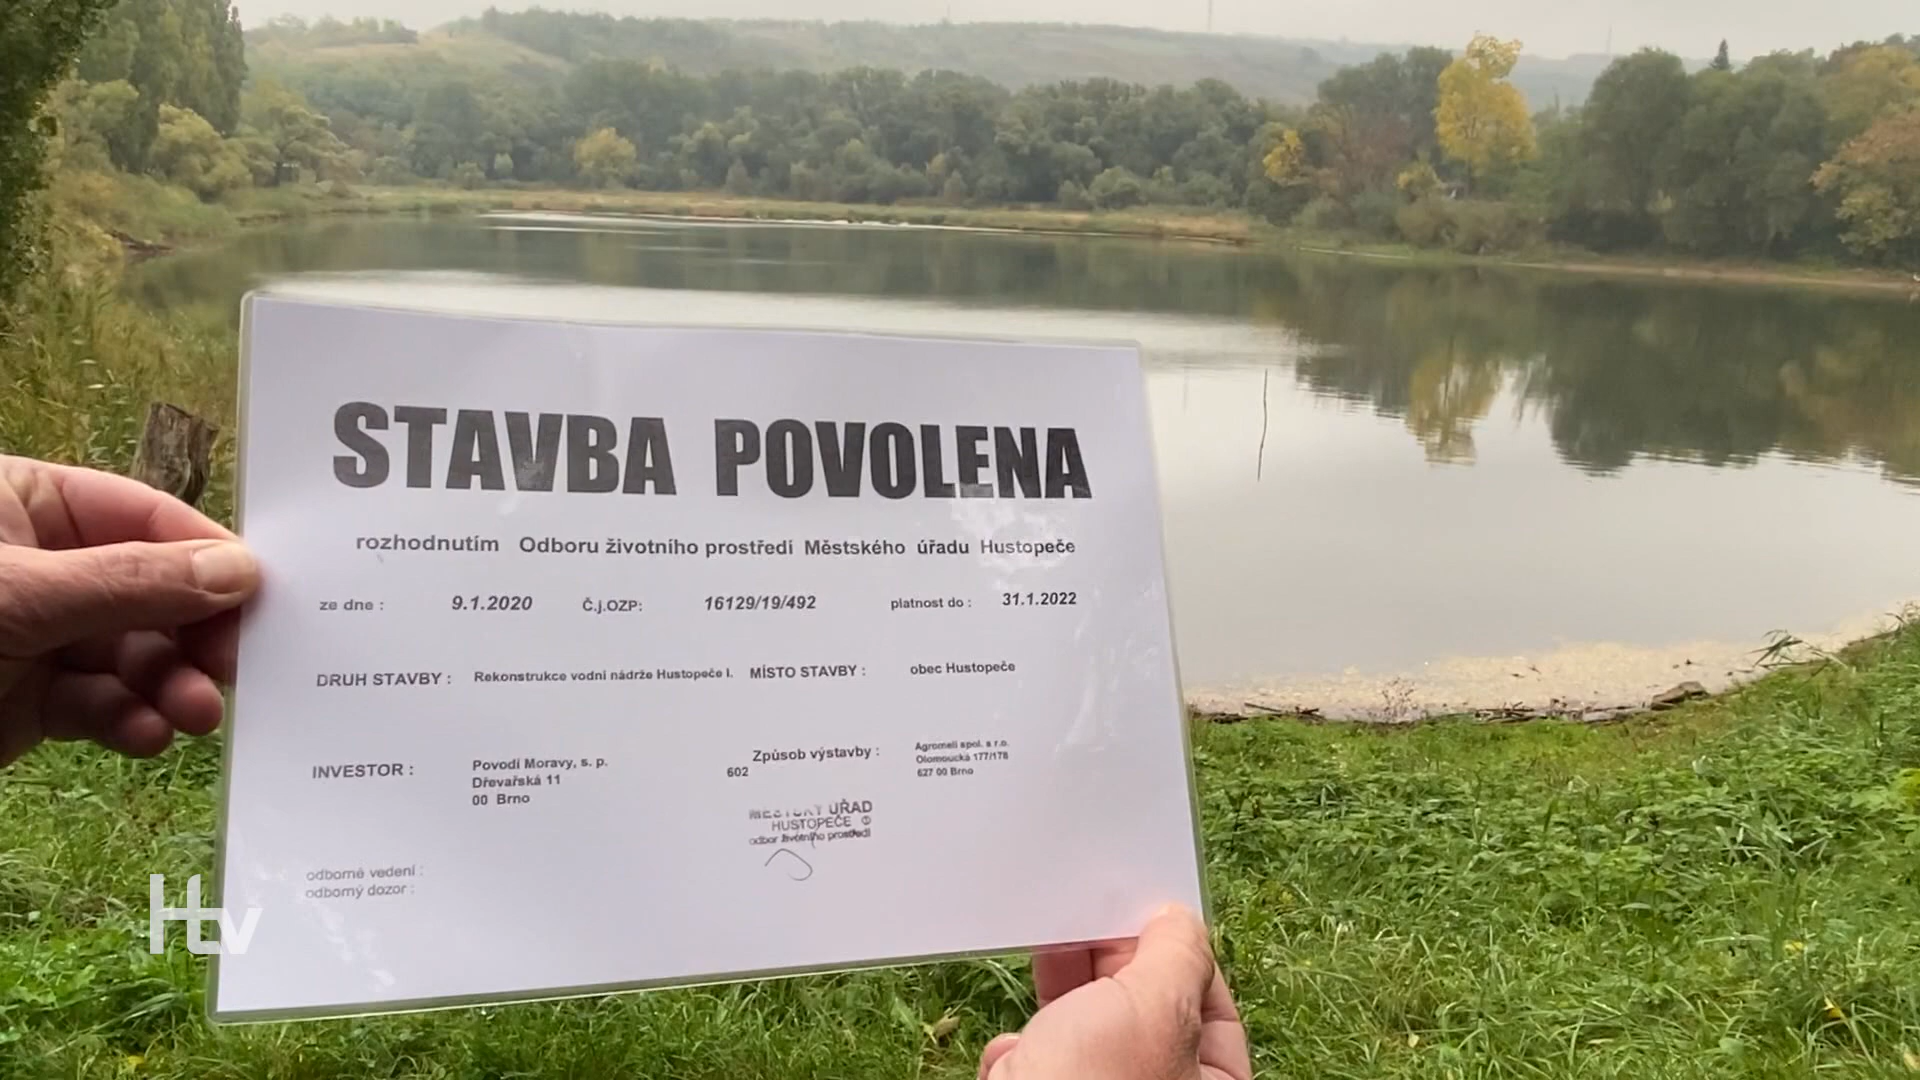 STAVBA POVOLENA
rozhodnutím Odboru životního prostředí Městského úřadu Hustopeče
ze dne : 9.1.2020 Č.j.OZP: 16129/19/492 platnost do : 31.1.2022
DRUH STAVBY : Rekonstrukce vodní nádrže Hustopeče I. MÍSTO STAVBY : obec Hustopeče
INVESTOR : Povodí Moravy, s. p.
Dřevařská 11
602
00 Brno
Způsob výstavby : Agromeli spol. s r.o.
Olomoucká 177/178
627 00 Brno
MĚSTSKÝ ÚŘAD
HUSTOPEČE ①
odbor životního prostředí
odborné vedení :
odborný dozor :
Htv